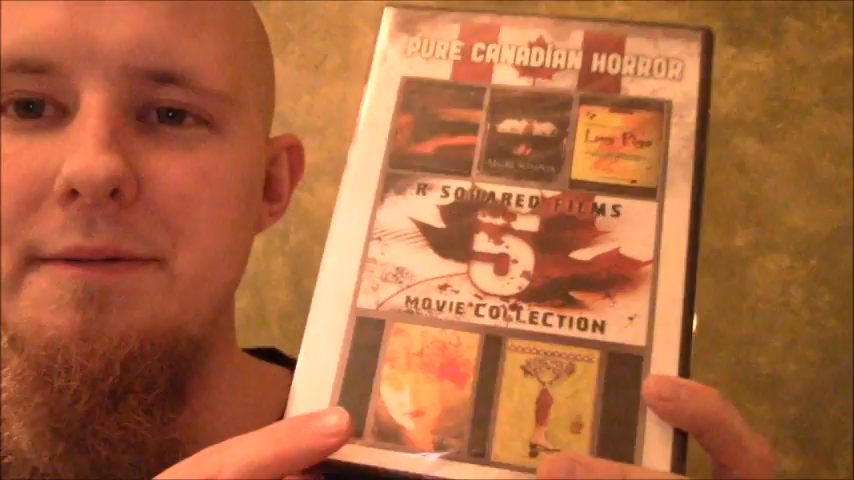 PURE CANADIAN HORROR
Long Pigs
R SQUARED FILMS
5
MOVIE COLLECTION